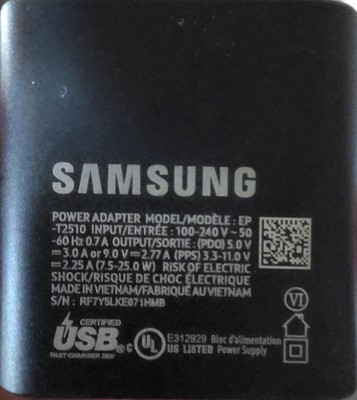 SAMSUNG
POWER ADAPTER MODEL/MODÈLE : EP
-T2510 INPUT/ENTRÉE : 100-240 V ~ 50
-60 Hz 0.7 A OUTPUT/SORTIE : (PDO) 5.0 V
⎓ 3.0 A or 9.0 V ⎓ 2.77 A (PPS) 3.3-11.0 V
⎓ 2.25 A (7.5-25.0 W) RISK OF ELECTRIC
SHOCK/RISQUE DE CHOC ÉLECTRIQUE
MADE IN VIETNAM/FABRIQUÉ AU VIETNAM
S/N : RF7Y5LKE871HMB
VI
CERTIFIED
USB
FAST CHARGER 25W
C UL US LISTED
E312929 Bloc d'alimentation
Power Supply